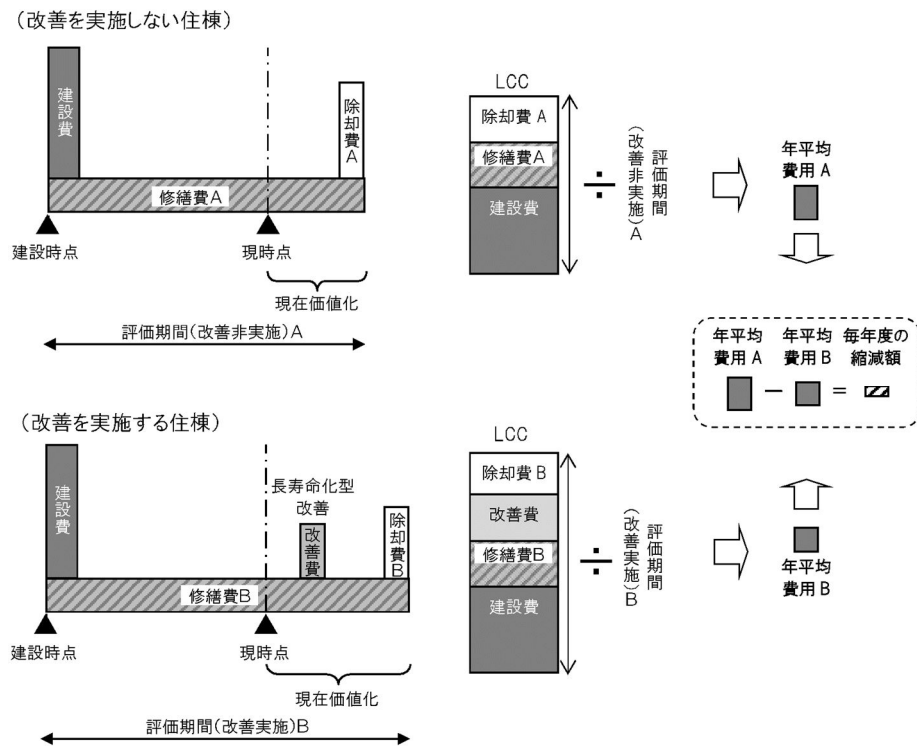 （改善を実施しない住棟）
建設費
除却費A
修繕費A
建設時点
現時点
現在価値化
評価期間(改善非実施)A
LCC
除却費A
修繕費A
建設費
÷
評価期間
(改善非実施)A
年平均
費用A
年平均
費用A
年平均
費用B
毎年度の
縮減額
－
＝
（改善を実施する住棟）
建設費
長寿命化型
改善
改善費
除却費B
修繕費B
建設時点
現時点
現在価値化
評価期間(改善実施)B
LCC
除却費B
改善費
修繕費B
建設費
÷
評価期間
(改善実施)B
年平均
費用B